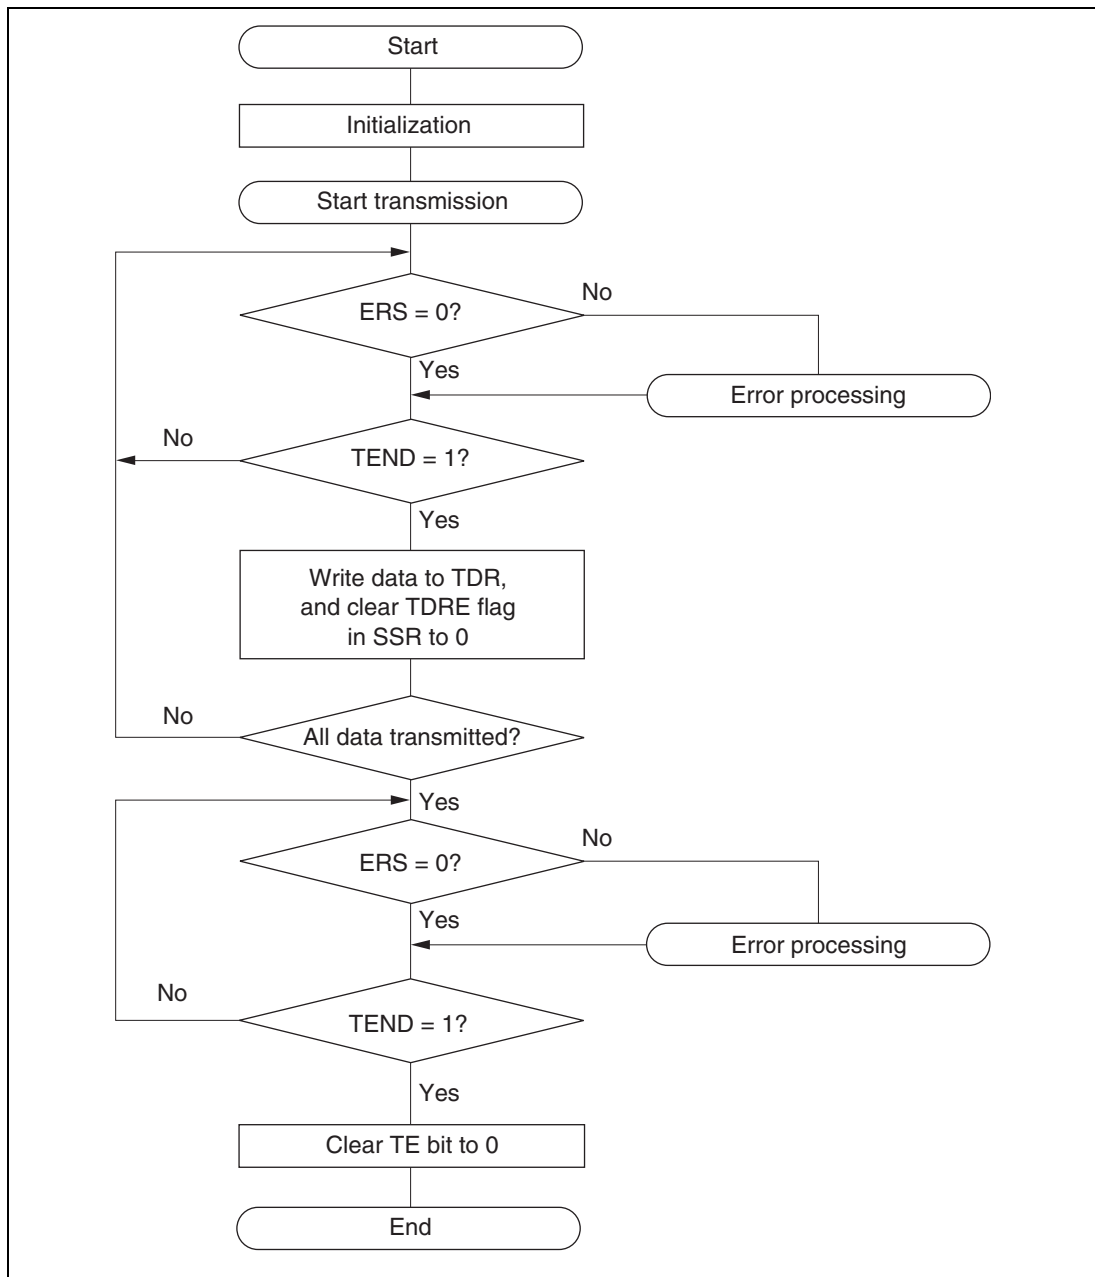 Start
Initialization
Start transmission
ERS = 0?
No
Yes
Error processing
No
TEND = 1?
Yes
Write data to TDR,
and clear TDRE flag
in SSR to 0
No
All data transmitted?
Yes
ERS = 0?
No
Yes
Error processing
No
TEND = 1?
Yes
Clear TE bit to 0
End